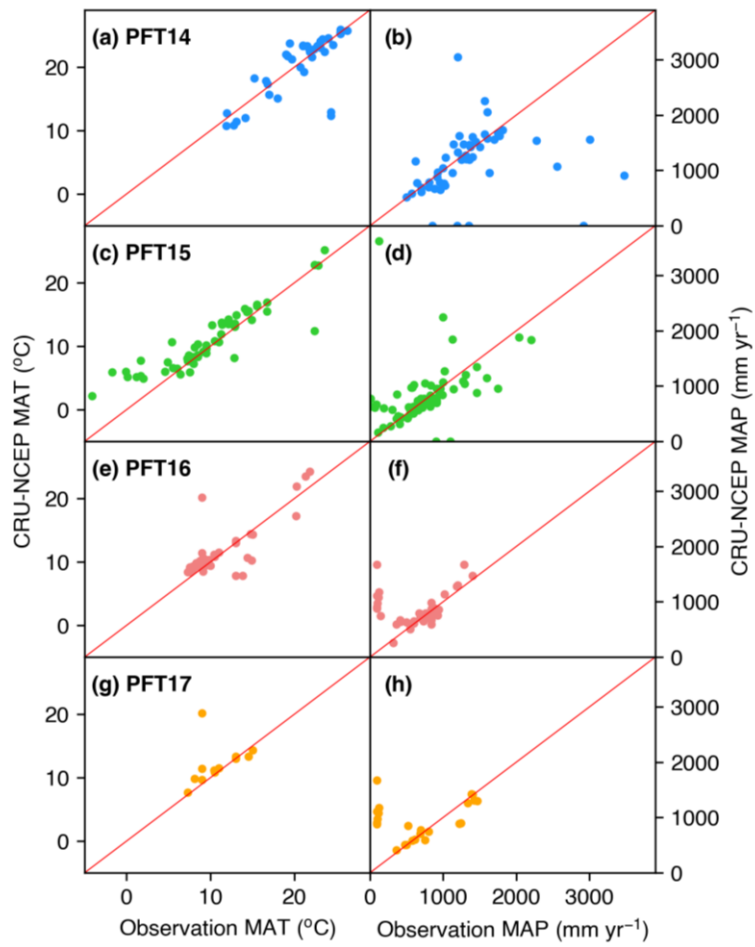 (a) PFT14
(b)
20
10
0
3000
2000
1000
0
(c) PFT15
(d)
20
10
0
3000
2000
1000
0
(e) PFT16
(f)
20
10
0
3000
2000
1000
0
(g) PFT17
(h)
20
10
0
3000
2000
1000
0
CRU-NCEP MAT (°C)
CRU-NCEP MAP (mm yr⁻¹)
0
10
20
0
1000
2000
3000
Observation MAT (°C)
Observation MAP (mm yr⁻¹)